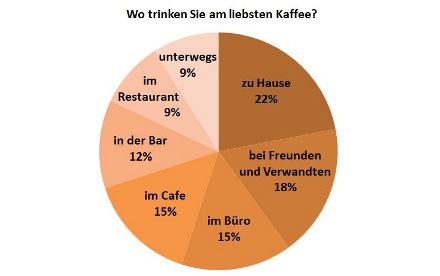 Wo trinken Sie am liebsten Kaffee?
unterwegs
9%
zu Hause
22%
im
Restaurant
9%
in der Bar
12%
bei Freunden
und Verwandten
18%
im Cafe
15%
im Büro
15%